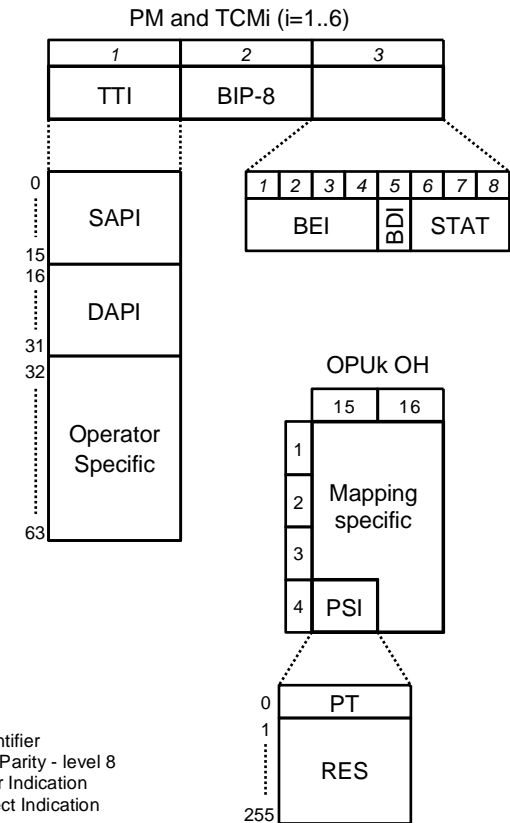 PM and TCMi (i=1..6)
1 2 3
TTI BIP-8
0
15
16
31
32
63
SAPI
DAPI
Operator
Specific
1 2 3 4 5 6 7 8
BEI BDI STAT
OPUk OH
15 16
1
2
3
4
Mapping
specific
PSI
0
1
255
PT
RES
Parity - level 8
r Indication
ct Indication